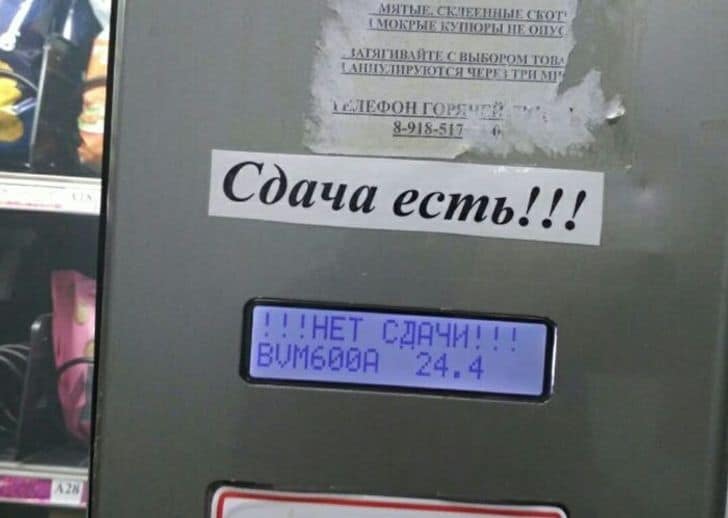 МЯТЫЕ, СКЛЕЕННЫЕ СКОТ
МОКРЫЕ КУПЮРЫ НЕ ОПУС
ЗАТЯГИВАЙТЕ С ВЫБОРОМ ТОВА
АННУЛИРУЮТСЯ ЧЕРЕЗ ТРИ МИ
ТЕЛЕФОН ГОРЯЧЕЙ
8-918-517
Сдача есть!!!
!!!НЕТ СДАЧИ!!!
BVM600A 24.4
A28